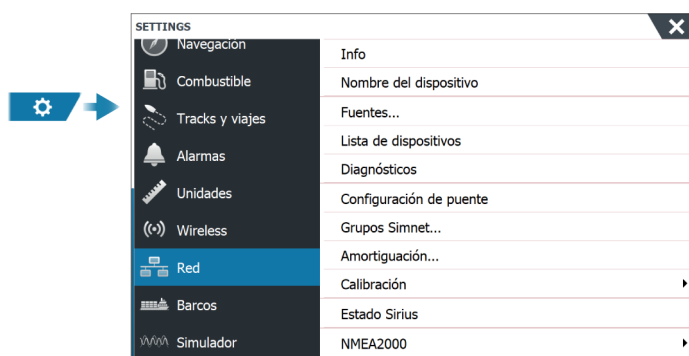 SETTINGS
Navegación
Combustible
Tracks y viajes
Alarmas
Unidades
Wireless
Red
Barcos
Simulador
Info
Nombre del dispositivo
Fuentes...
Lista de dispositivos
Diagnósticos
Configuración de puente
Grupos Simnet...
Amortiguación...
Calibración
Estado Sirius
NMEA2000